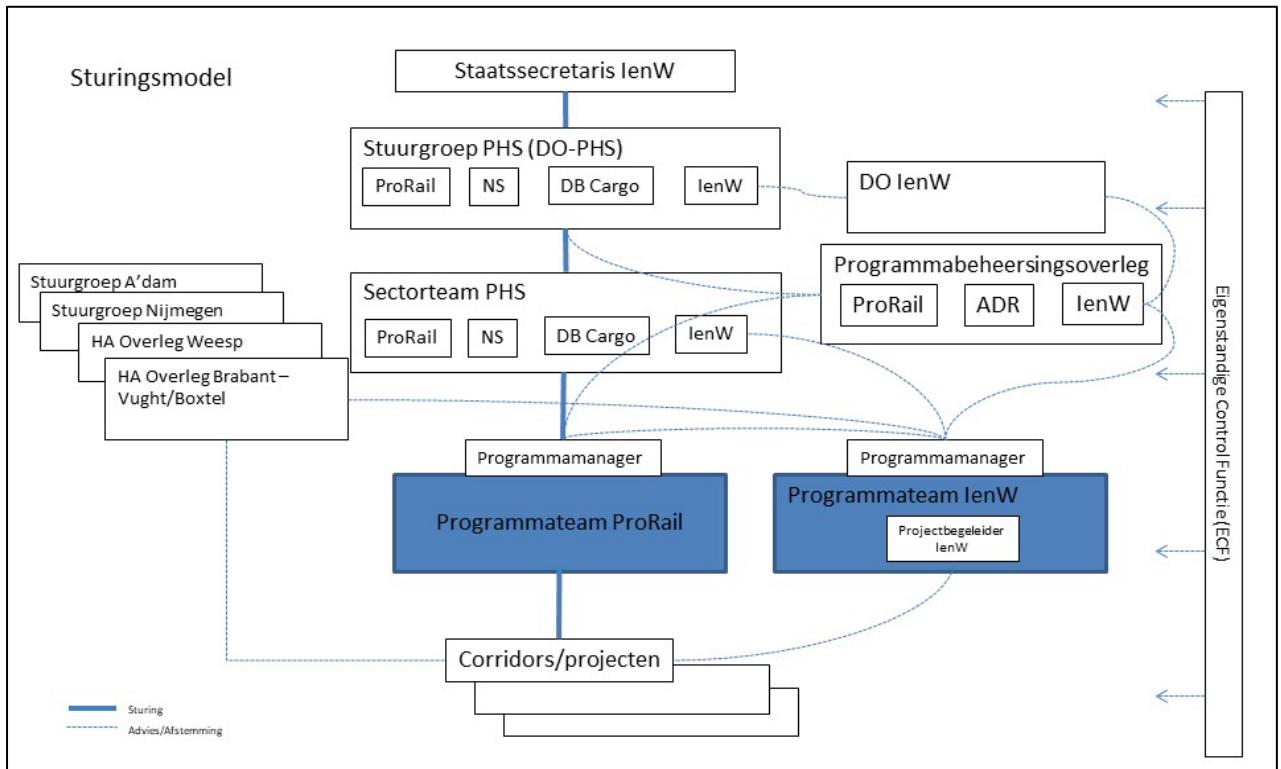 Sturingsmodel
Staatssecretaris IenW
Stuurgroep PHS (DO-PHS)
ProRail
NS
DB Cargo
IenW
DO IenW
Programmabeheersingsoverleg
ProRail
ADR
IenW
Stuurgroep A’dam
Stuurgroep Nijmegen
HA Overleg Weesp
HA Overleg Brabant –
Vught/Boxtel
Sectorteam PHS
ProRail
NS
DB Cargo
IenW
Programmamanager
Programmateam ProRail
Programmamanager
Programmateam IenW
Projectbegeleider
IenW
Corridors/projecten
Eigenstandige Control Functie (ECF)
Sturing
Advies/Afstemming